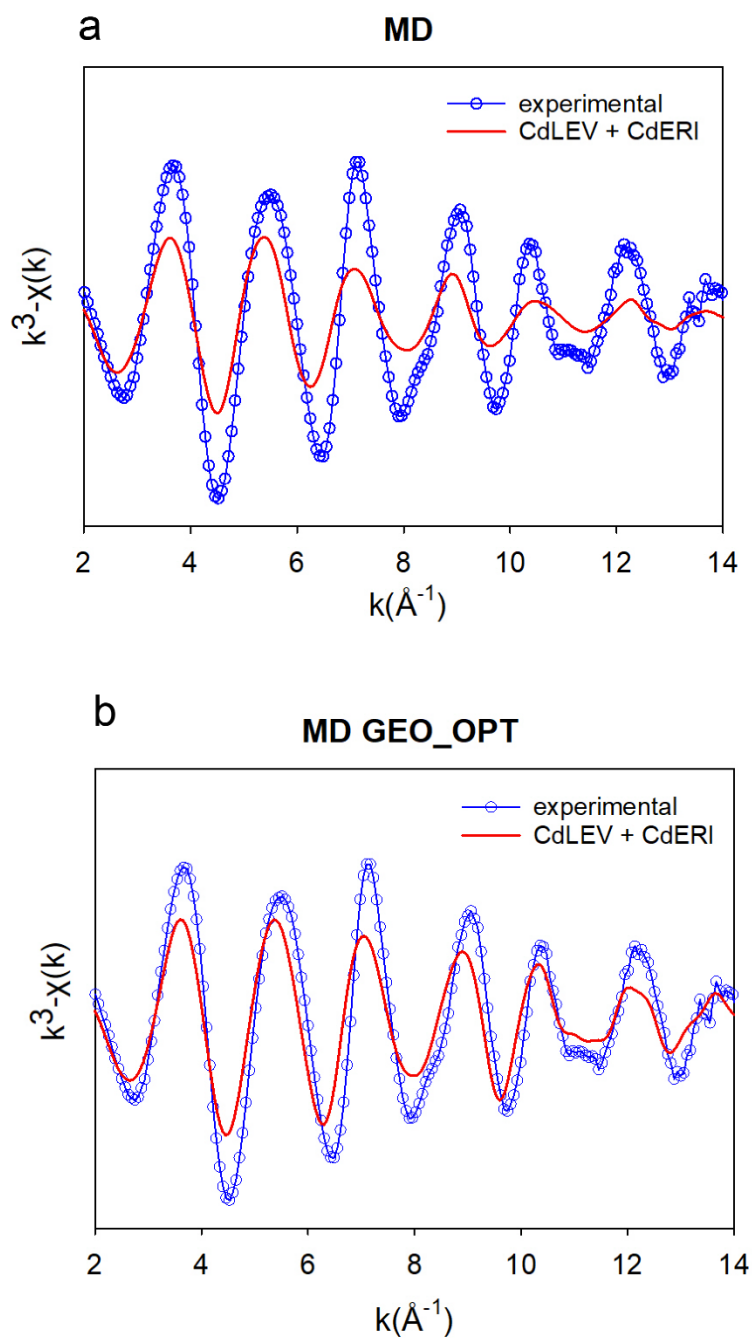 a
MD
experimental
CdLEV + CdERI
k³-χ(k)
2 4 6 8 10 12 14
k(Å⁻¹)
b
MD GEO_OPT
experimental
CdLEV + CdERI
k³-χ(k)
2 4 6 8 10 12 14
k(Å⁻¹)